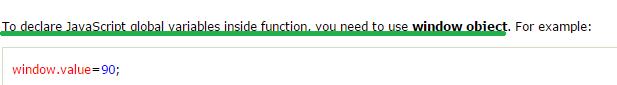 To declare JavaScript global variables inside function, you need to use window object. For example:
window.value=90;